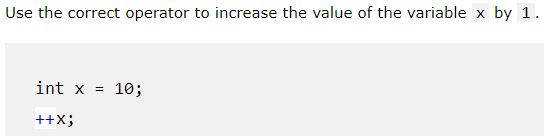 Use the correct operator to increase the value of the variable x by 1.
int x = 10;
++x;